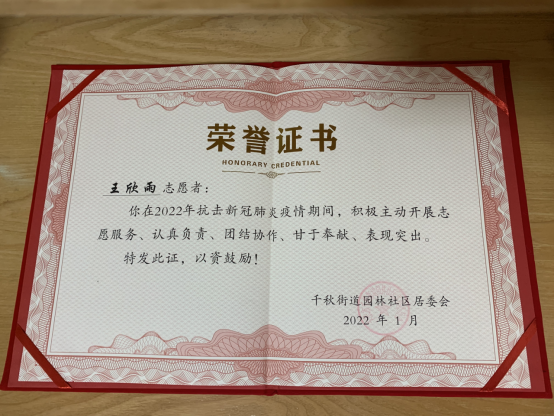 荣誉证书
HONORARY CREDENTIAL
王欣雨 志愿者：
你在2022年抗击新冠肺炎疫情期间，积极主动开展志
愿服务、认真负责、团结协作、甘于奉献、表现突出。
特发此证，以资鼓励！
千秋街道园林社区居委会
2022 年 1 月